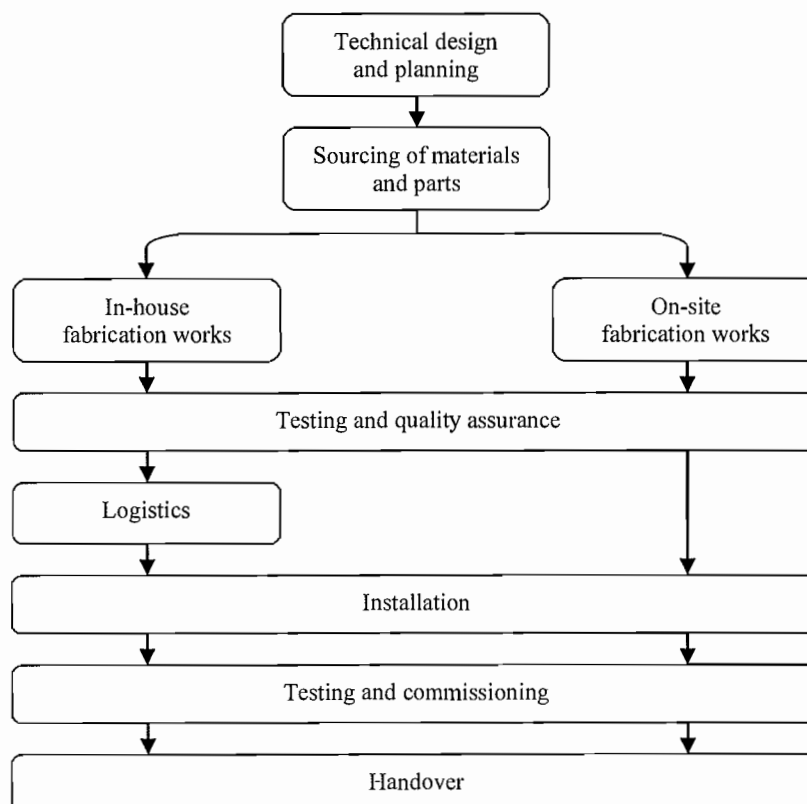 Technical design
and planning
Sourcing of materials
and parts
In-house
fabrication works
On-site
fabrication works
Testing and quality assurance
Logistics
Installation
Testing and commissioning
Handover